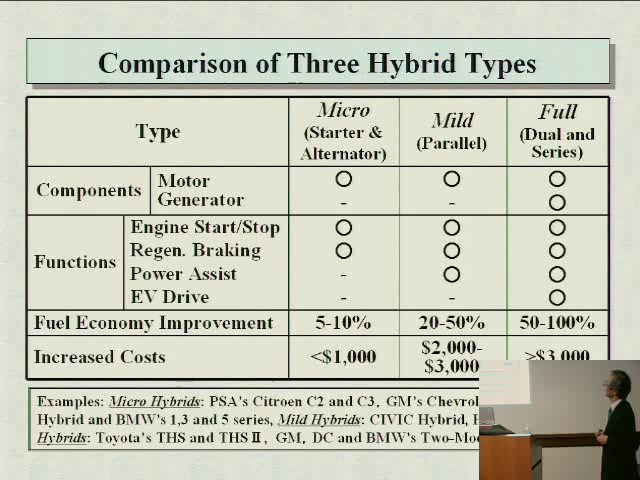 Comparison of Three Hybrid Types
Type
Micro
(Starter &
Alternator)
Mild
(Parallel)
Full
(Dual and
Series)
Components
Motor
○ ○ ○
Generator
- - ○
Functions
Engine Start/Stop
○ ○ ○
Regen. Braking
○ ○ ○
Power Assist
- ○ ○
EV Drive
- - ○
Fuel Economy Improvement 5-10% 20-50% 50-100%
Increased Costs <$1,000 $2,000-
$3,000 >$3,000
Examples: Micro Hybrids: PSA's Citroen C2 and C3, GM's Chevrol
Hybrid and BMW's 1,3 and 5 series, Mild Hybrids: CIVIC Hybrid,
Hybrids: Toyota's THS and THSⅡ, GM, DC and BMW's Two-Mo